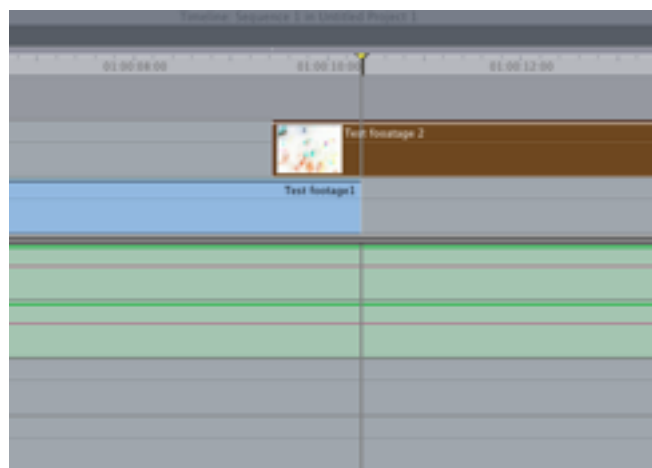 Timeline: Sequence 1 in Untitled Project 1
01:00:08:00 01:00:10:00 01:00:12:00
Test fooatage 2
Test footage1